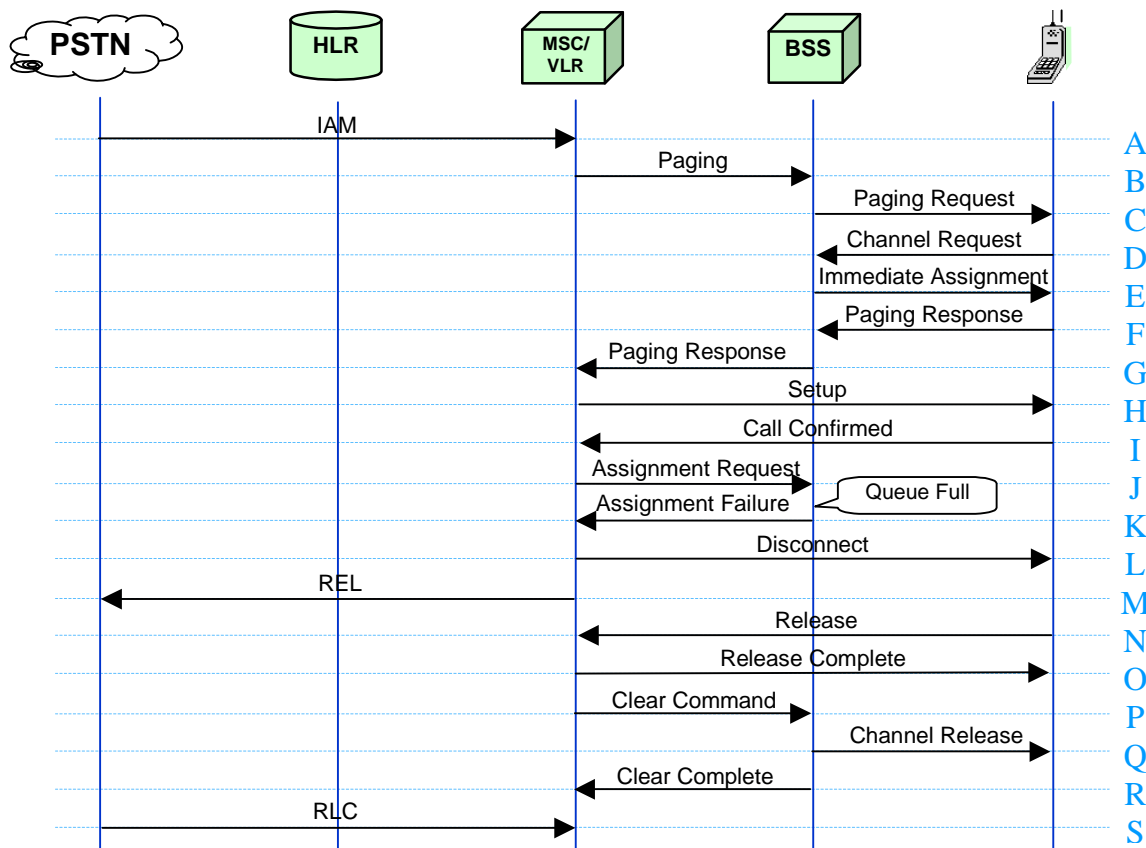 PSTN
HLR
MSC/
VLR
BSS
IAM
A
Paging
B
Paging Request
C
Channel Request
D
Immediate Assignment
E
Paging Response
F
Paging Response
G
Setup
H
Call Confirmed
I
Assignment Request
J
Queue Full
Assignment Failure
K
Disconnect
L
REL
M
Release
N
Release Complete
O
Clear Command
P
Channel Release
Q
Clear Complete
R
RLC
S